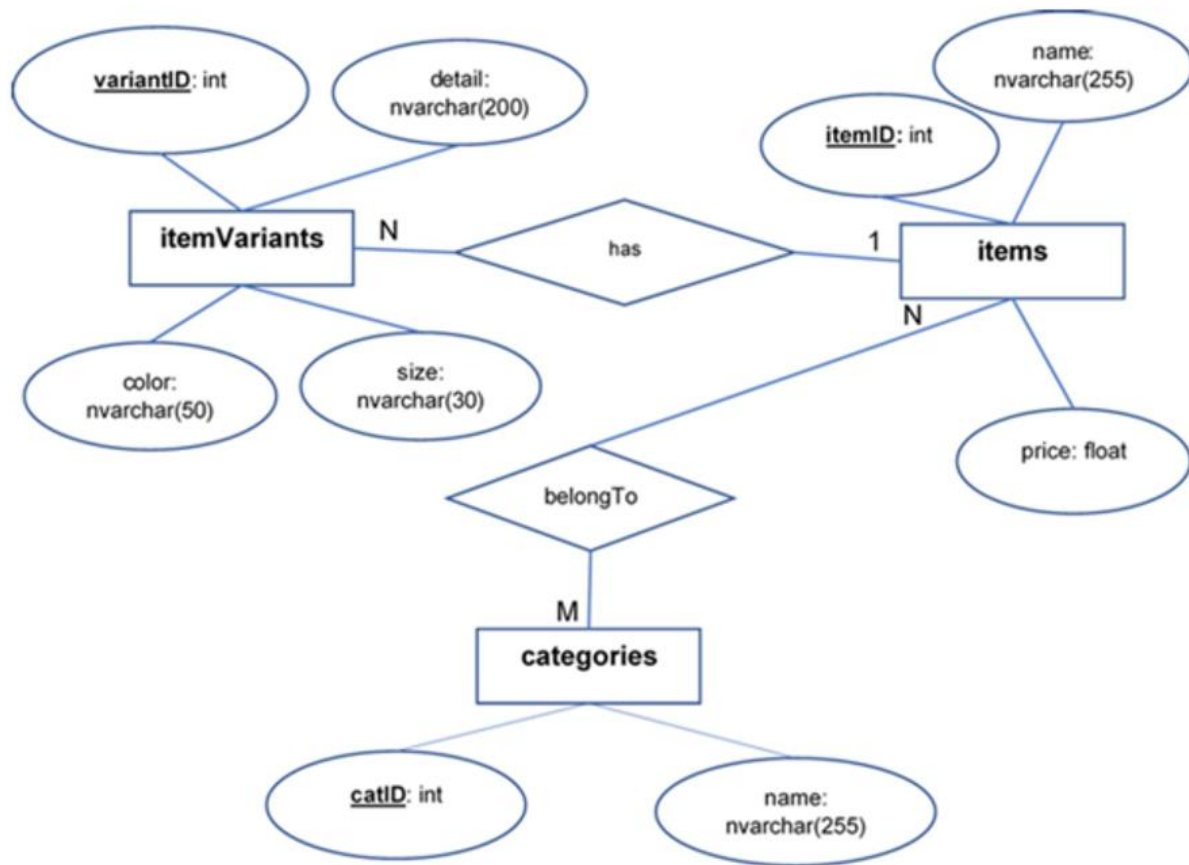 name:
nvarchar(255)
variantID: int
detail:
nvarchar(200)
itemID: int
itemVariants
N
has
1
items
N
color:
nvarchar(50)
size:
nvarchar(30)
price: float
belongTo
M
categories
catID: int
name:
nvarchar(255)